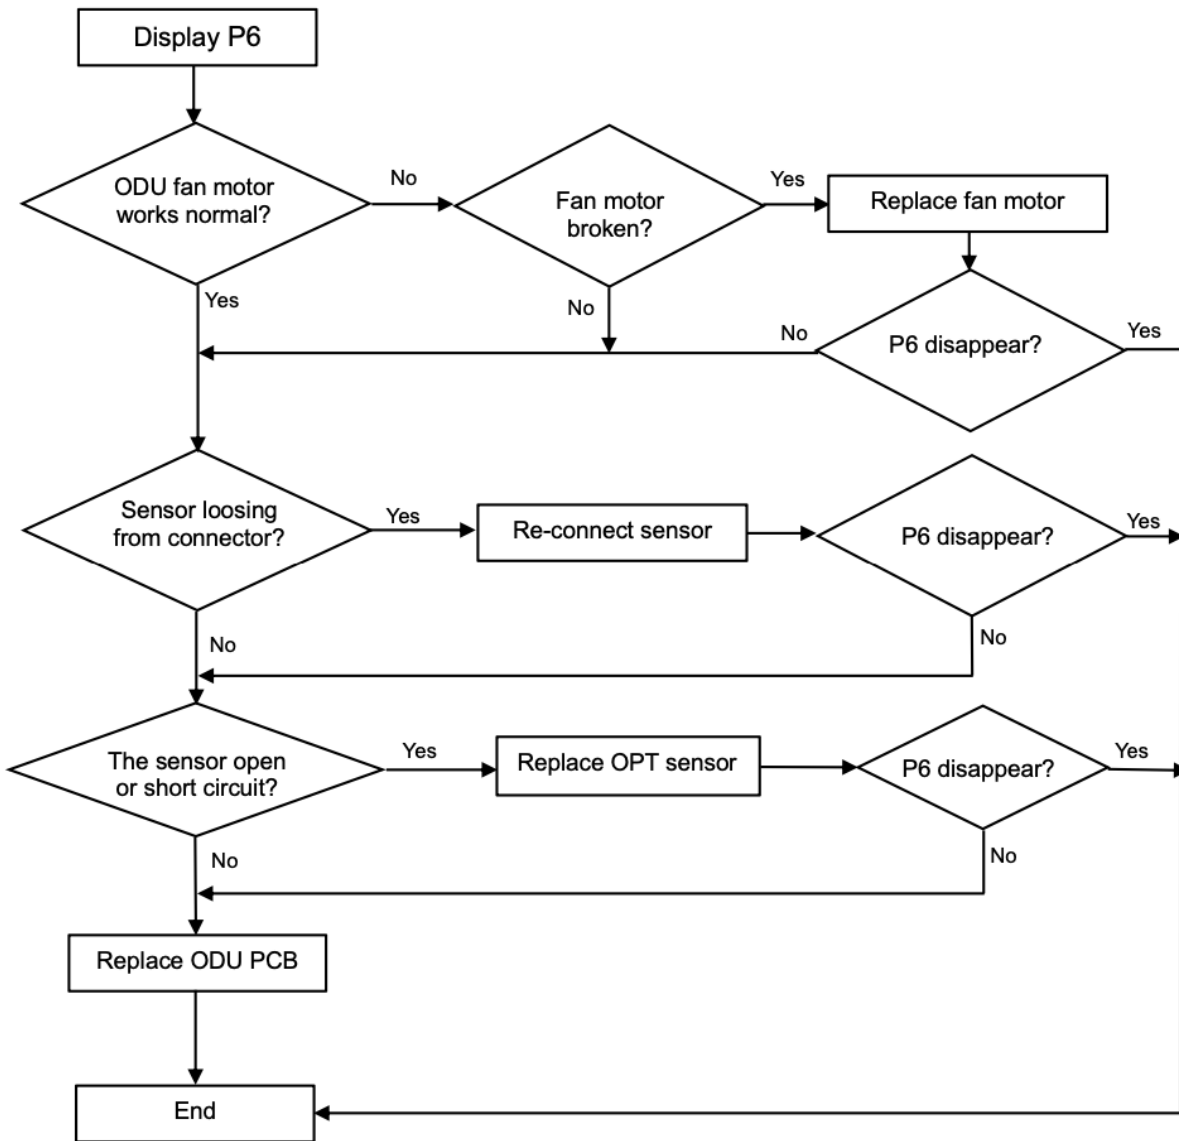 Display P6
ODU fan motor
works normal?
No
Fan motor
broken?
Yes
Replace fan motor
Yes
No
No
P6 disappear?
Yes
Sensor loosing
from connector?
Yes
Re-connect sensor
P6 disappear?
Yes
No
No
The sensor open
or short circuit?
Yes
Replace OPT sensor
P6 disappear?
Yes
No
No
Replace ODU PCB
End